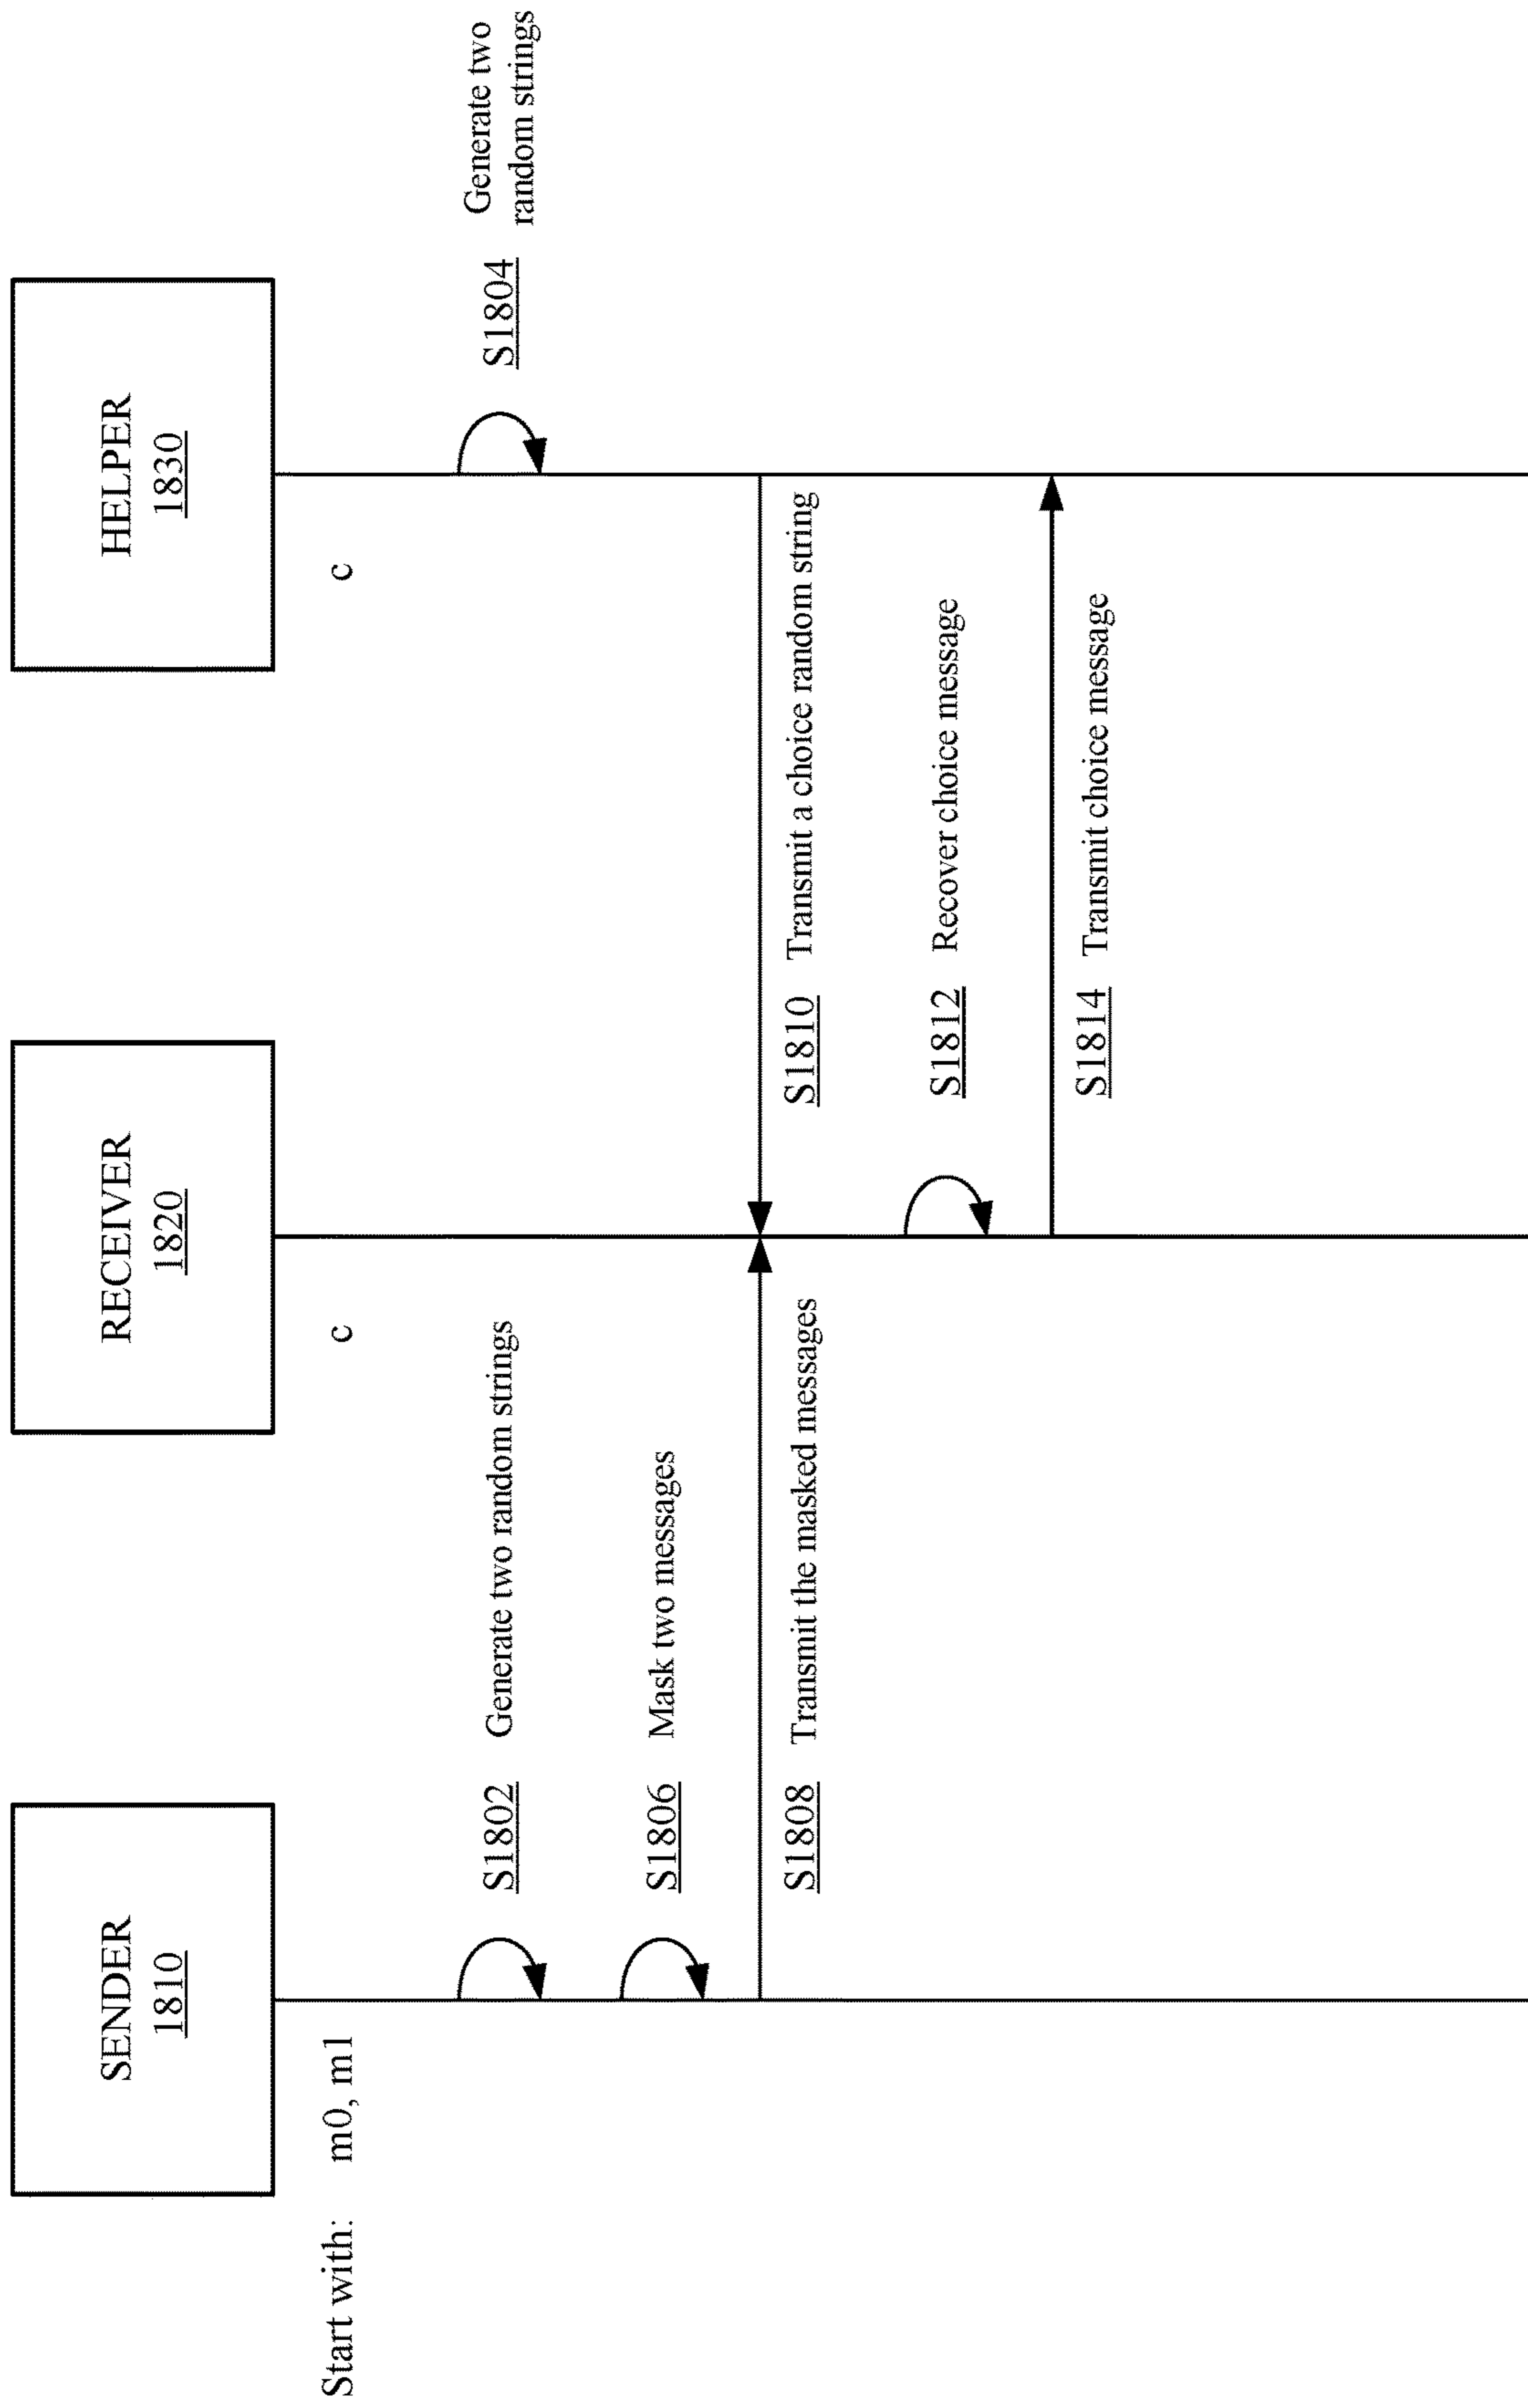 SENDER
1810
RECEIVER
1820
HELPER
1830
Start with: m0, m1
c
c
S1802 Generate two random strings
S1804 Generate two
random strings
S1806 Mask two messages
S1808 Transmit the masked messages
S1810 Transmit a choice random string
S1812 Recover choice message
S1814 Transmit choice message